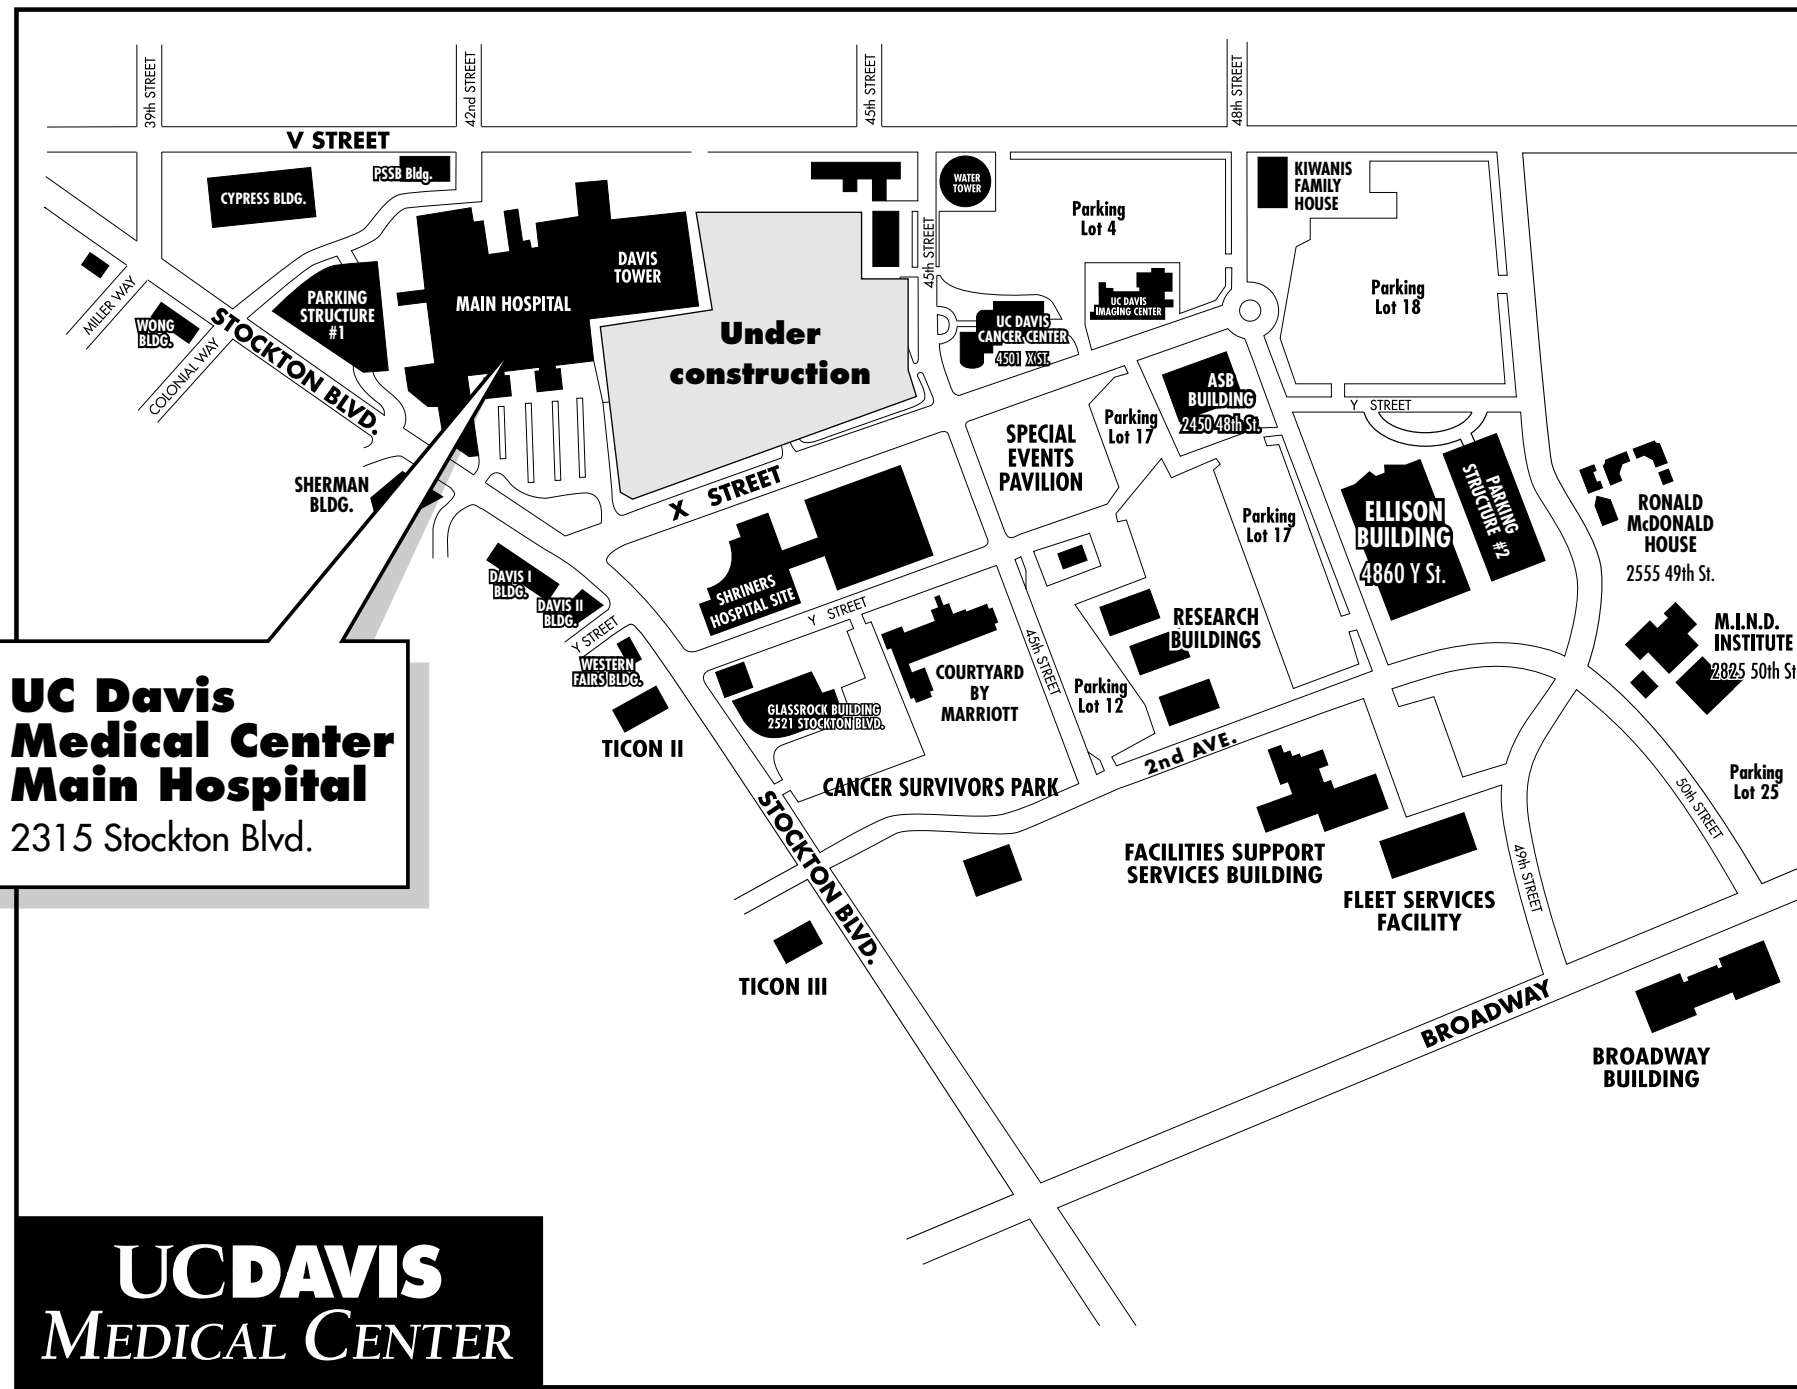 39th STREET
42nd STREET
45th STREET
48th STREET
V STREET
PSSB Bldg.
CYPRESS BLDG.
WATER
TOWER
KIWANIS
FAMILY
HOUSE
Parking
Lot 4
45th STREET
DAVIS
TOWER
MAIN HOSPITAL
PARKING
STRUCTURE
#1
MILLER WAY
WONG
BLDG.
COLONIAL WAY
STOCKTON BLVD.
Under
construction
UC DAVIS
IMAGING CENTER
UC DAVIS
CANCER CENTER
4501 X ST.
Parking
Lot 18
ASB
BUILDING
2450 48th St.
Y STREET
Parking
Lot 17
SPECIAL
EVENTS
PAVILION
X STREET
SHERMAN
BLDG.
Parking
Lot 17
ELLISON
BUILDING
4860 Y St.
PARKING
STRUCTURE #2
RONALD
McDONALD
HOUSE
2555 49th St.
DAVIS I
BLDG.
DAVIS II
BLDG.
Y STREET
WESTERN
FAIRS BLDG.
SHRINERS
HOSPITAL SITE
Y STREET
RESEARCH
BUILDINGS
M.I.N.D.
INSTITUTE
2825 50th St
45th STREET
COURTYARD
BY
MARRIOTT
Parking
Lot 12
GLASSROCK BUILDING
2521 STOCKTON BLVD.
TICON II
UC Davis
Medical Center
Main Hospital
2315 Stockton Blvd.
2nd AVE.
CANCER SURVIVORS PARK
STOCKTON BLVD.
50th STREET
Parking
Lot 25
FACILITIES SUPPORT
SERVICES BUILDING
49th STREET
FLEET SERVICES
FACILITY
TICON III
BROADWAY
BROADWAY
BUILDING
UCDAVIS
MEDICAL CENTER